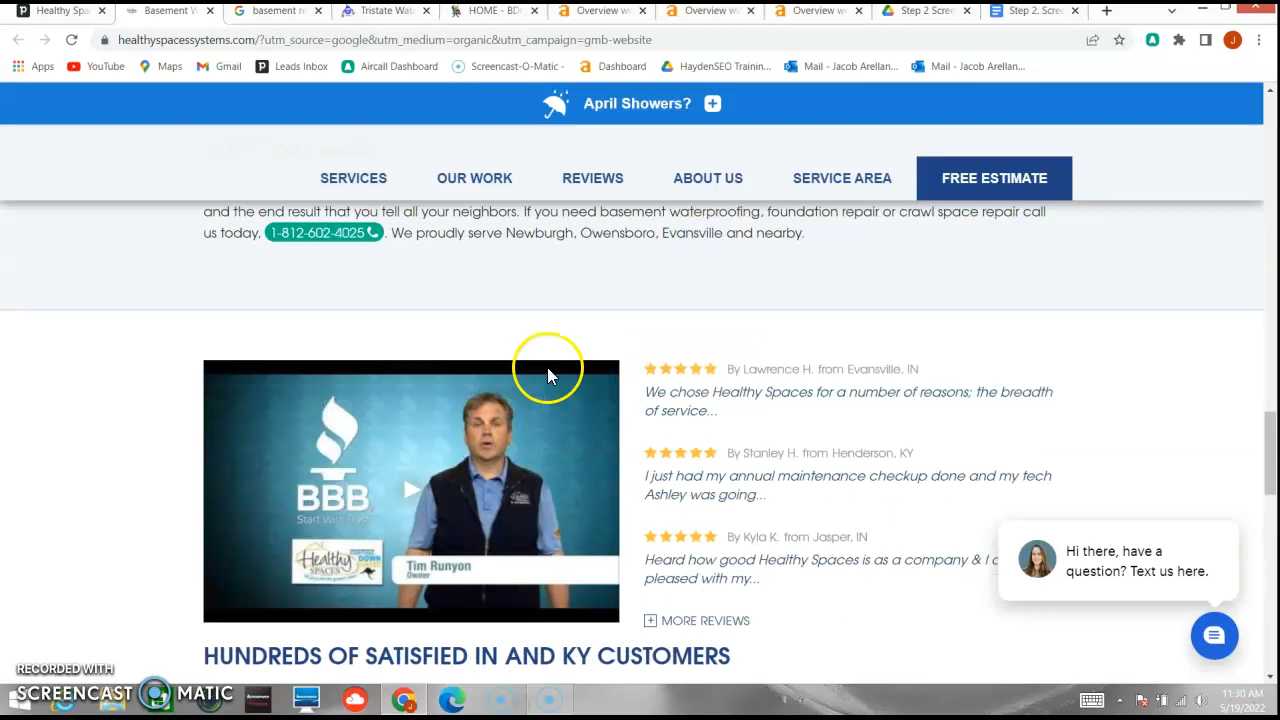 Healthy Spa
Basement W
basement re
Tristate Wat
HOME - BDr
Overview w
Overview w
Overview w
Step 2 Scree
Step 2. Scree
healthyspacessystems.com/?utm_source=google&utm_medium=organic&utm_campaign=gmb-website
J
Apps YouTube Maps Gmail Leads Inbox Aircall Dashboard Screencast-O-Matic - Dashboard HaydenSEO Trainin... Mail - Jacob Arellan... Mail - Jacob Arellan...
April Showers?
SERVICES OUR WORK REVIEWS ABOUT US SERVICE AREA FREE ESTIMATE
and the end result that you tell all your neighbors. If you need basement waterproofing, foundation repair or crawl space repair call
us today, 1-812-602-4025. We proudly serve Newburgh, Owensboro, Evansville and nearby.
By Lawrence H. from Evansville, IN
We chose Healthy Spaces for a number of reasons; the breadth
of service...
By Stanley H. from Henderson, KY
I just had my annual maintenance checkup done and my tech
Ashley was going...
By Kyla K. from Jasper, IN
Heard how good Healthy Spaces is as a company & I
pleased with my...
MORE REVIEWS
BBB
Start With Trust
Healthy
SPACES
DOWN
Tim Runyon
Owner
Hi there, have a
question? Text us here.
HUNDREDS OF SATISFIED IN AND KY CUSTOMERS
RECORDED WITH
SCREENCAST MATIC
11:30 AM
5/19/2022